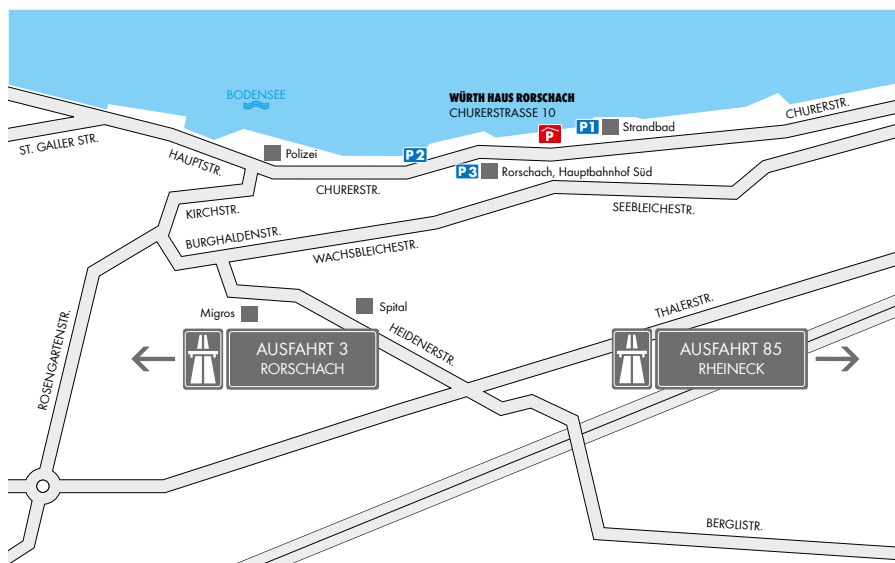 BODENSEE
WÜRTH HAUS RORSCHACH
CHURERSTRASSE 10
P1
Strandbad
CHURERSTR.
P
ST. GALLER STR.
HAUPTSTR.
Polizei
P2
P3
Rorschach, Hauptbahnhof Süd
CHURERSTR.
KIRCHSTR.
SEEBLEICHESTR.
BURGHALDENSTR.
WACHSBLEICHESTR.
Migros
Spital
THALERSTR.
HEIDENERSTR.
ROSENGARTENSTR.
AUSFAHRT 3
RORSCHACH
AUSFAHRT 85
RHEINECK
BERGLISTR.